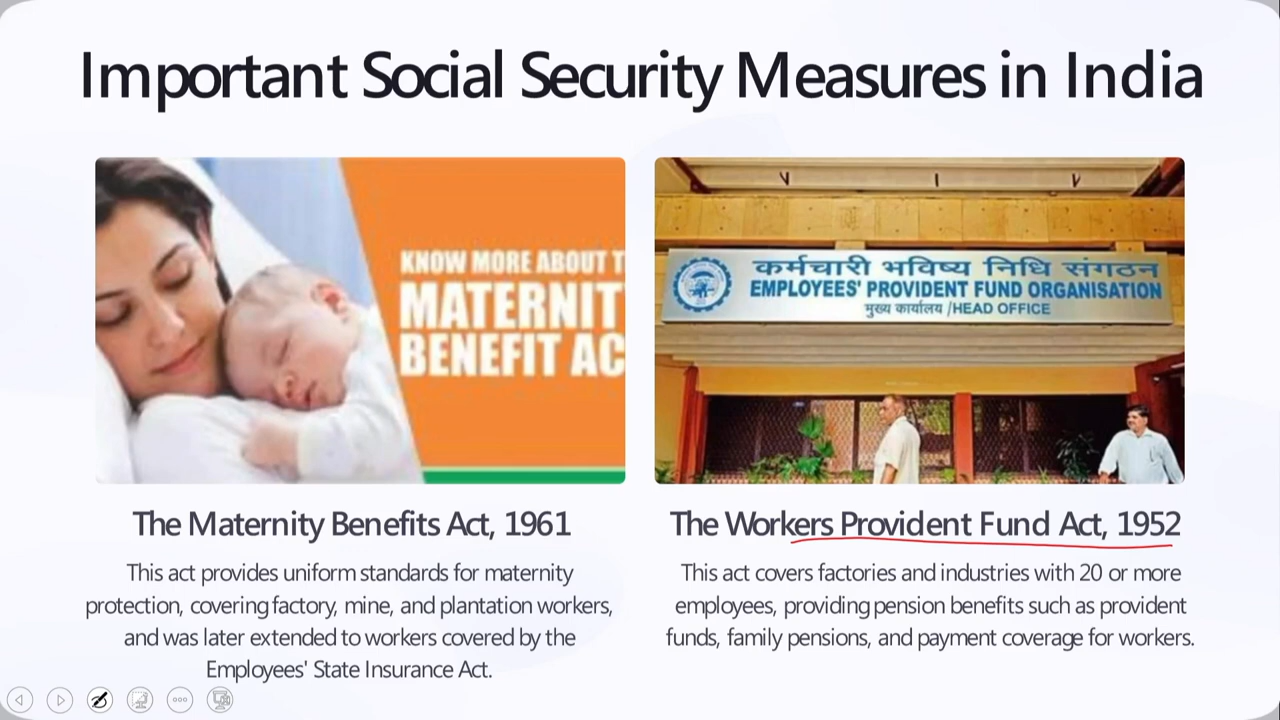 Important Social Security Measures in India
KNOW MORE ABOUT T
MATERNIT
BENEFIT AC
कर्मचारी भविष्य निधि संगठन
EMPLOYEES' PROVIDENT FUND ORGANISATION
मुख्य कार्यालय /HEAD OFFICE
The Maternity Benefits Act, 1961
This act provides uniform standards for maternity
protection, covering factory, mine, and plantation workers,
and was later extended to workers covered by the
Employees' State Insurance Act.
The Workers Provident Fund Act, 1952
This act covers factories and industries with 20 or more
employees, providing pension benefits such as provident
funds, family pensions, and payment coverage for workers.